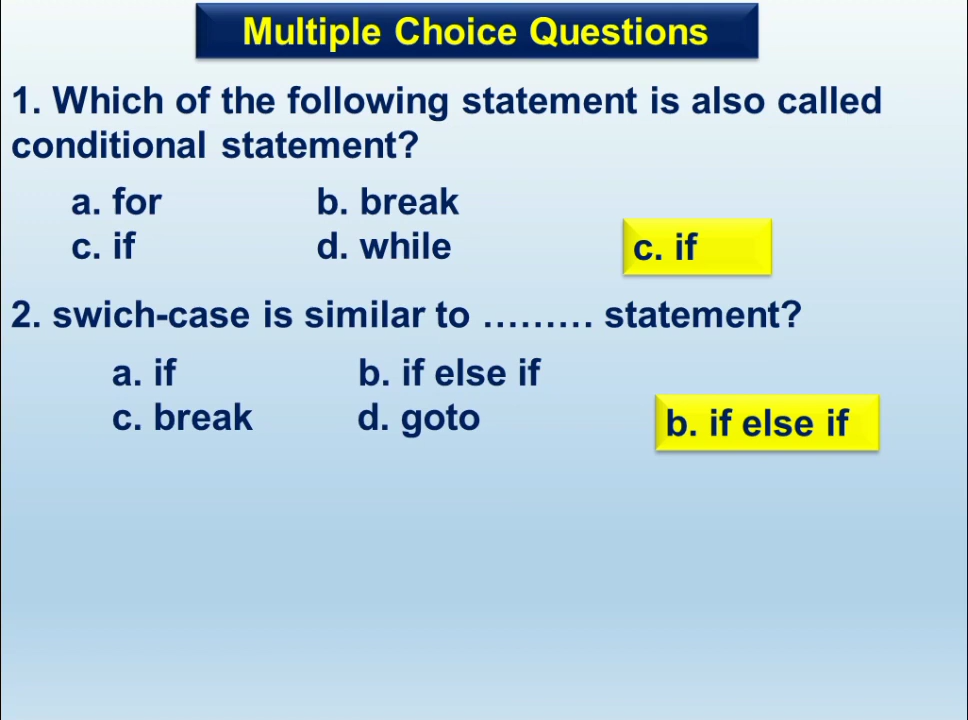 Multiple Choice Questions
1. Which of the following statement is also called
conditional statement?
a. for b. break
c. if d. while c. if
2. swich-case is similar to ……… statement?
a. if b. if else if
c. break d. goto b. if else if